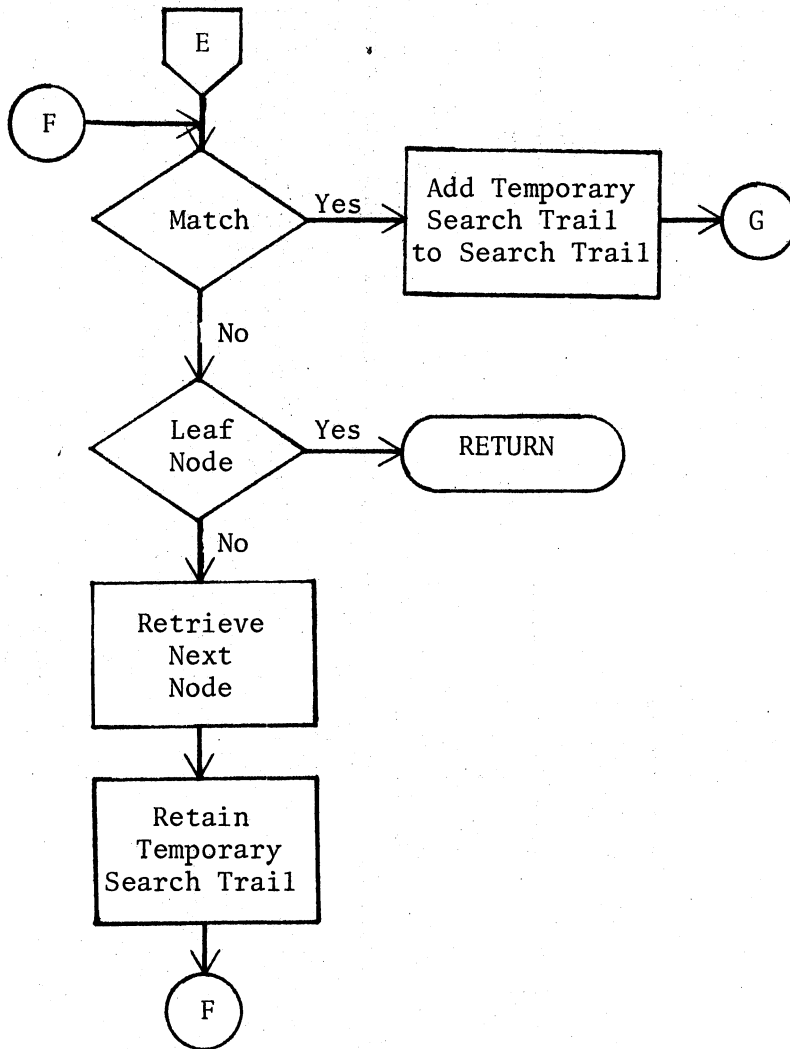 E
F
Match
Yes
Add Temporary
Search Trail
to Search Trail
G
No
Leaf
Node
Yes
RETURN
No
Retrieve
Next
Node
Retain
Temporary
Search Trail
F